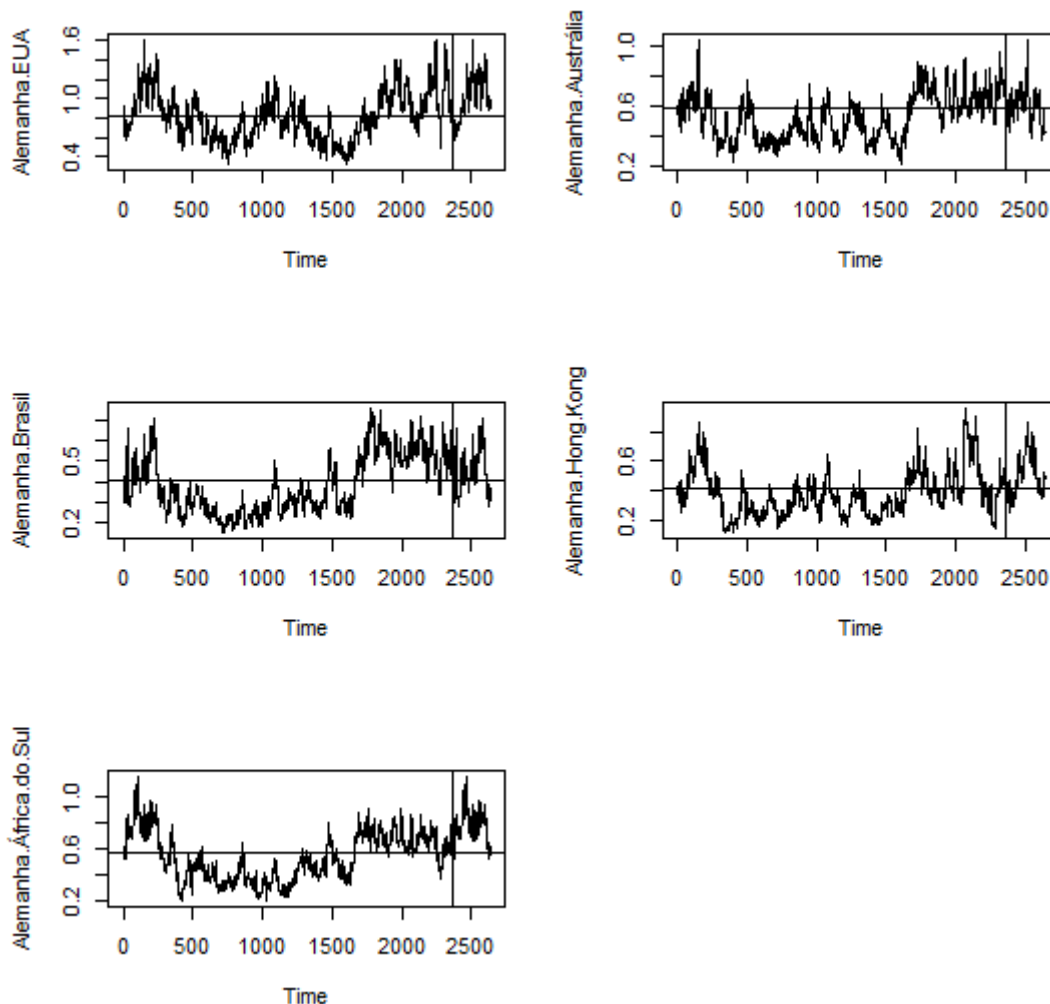 Alemanha.EUA
1.6
1.0
0.4
0 500 1000 1500 2000 2500
Time
Alemanha.Austrália
1.0
0.6
0.2
0 500 1000 1500 2000 2500
Time
Alemanha.Brasil
0.5
0.2
0 500 1000 1500 2000 2500
Time
Alemanha.Hong.Kong
0.6
0.2
0 500 1000 1500 2000 2500
Time
Alemanha.África.do.Sul
1.0
0.6
0.2
0 500 1000 1500 2000 2500
Time